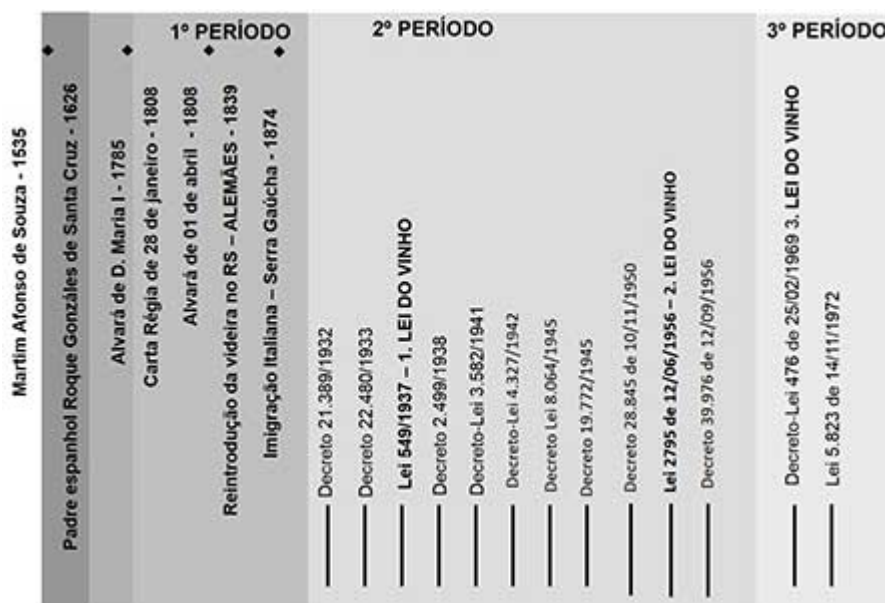 1º PERÍODO
2º PERÍODO
3º PERÍODO
Martim Afonso de Souza - 1535
Padre espanhol Roque Gonzáles de Santa Cruz - 1626
Alvará de D. Maria I - 1785
Carta Régia de 28 de janeiro - 1808
Alvará de 01 de abril - 1808
Reintrodução da videira no RS – ALEMÃES - 1839
Imigração Italiana – Serra Gaúcha - 1874
Decreto 21.389/1932
Decreto 22.480/1933
Lei 549/1937 – 1. LEI DO VINHO
Decreto 2.499/1938
Decreto-Lei 3.582/1941
Decreto-Lei 4.327/1942
Decreto Lei 8.064/1945
Decreto 19.772/1945
Decreto 28.845 de 10/11/1950
Lei 2795 de 12/06/1956 – 2. LEI DO VINHO
Decreto 39.976 de 12/09/1956
Decreto-Lei 476 de 25/02/1969 3. LEI DO VINHO
Lei 5.823 de 14/11/1972